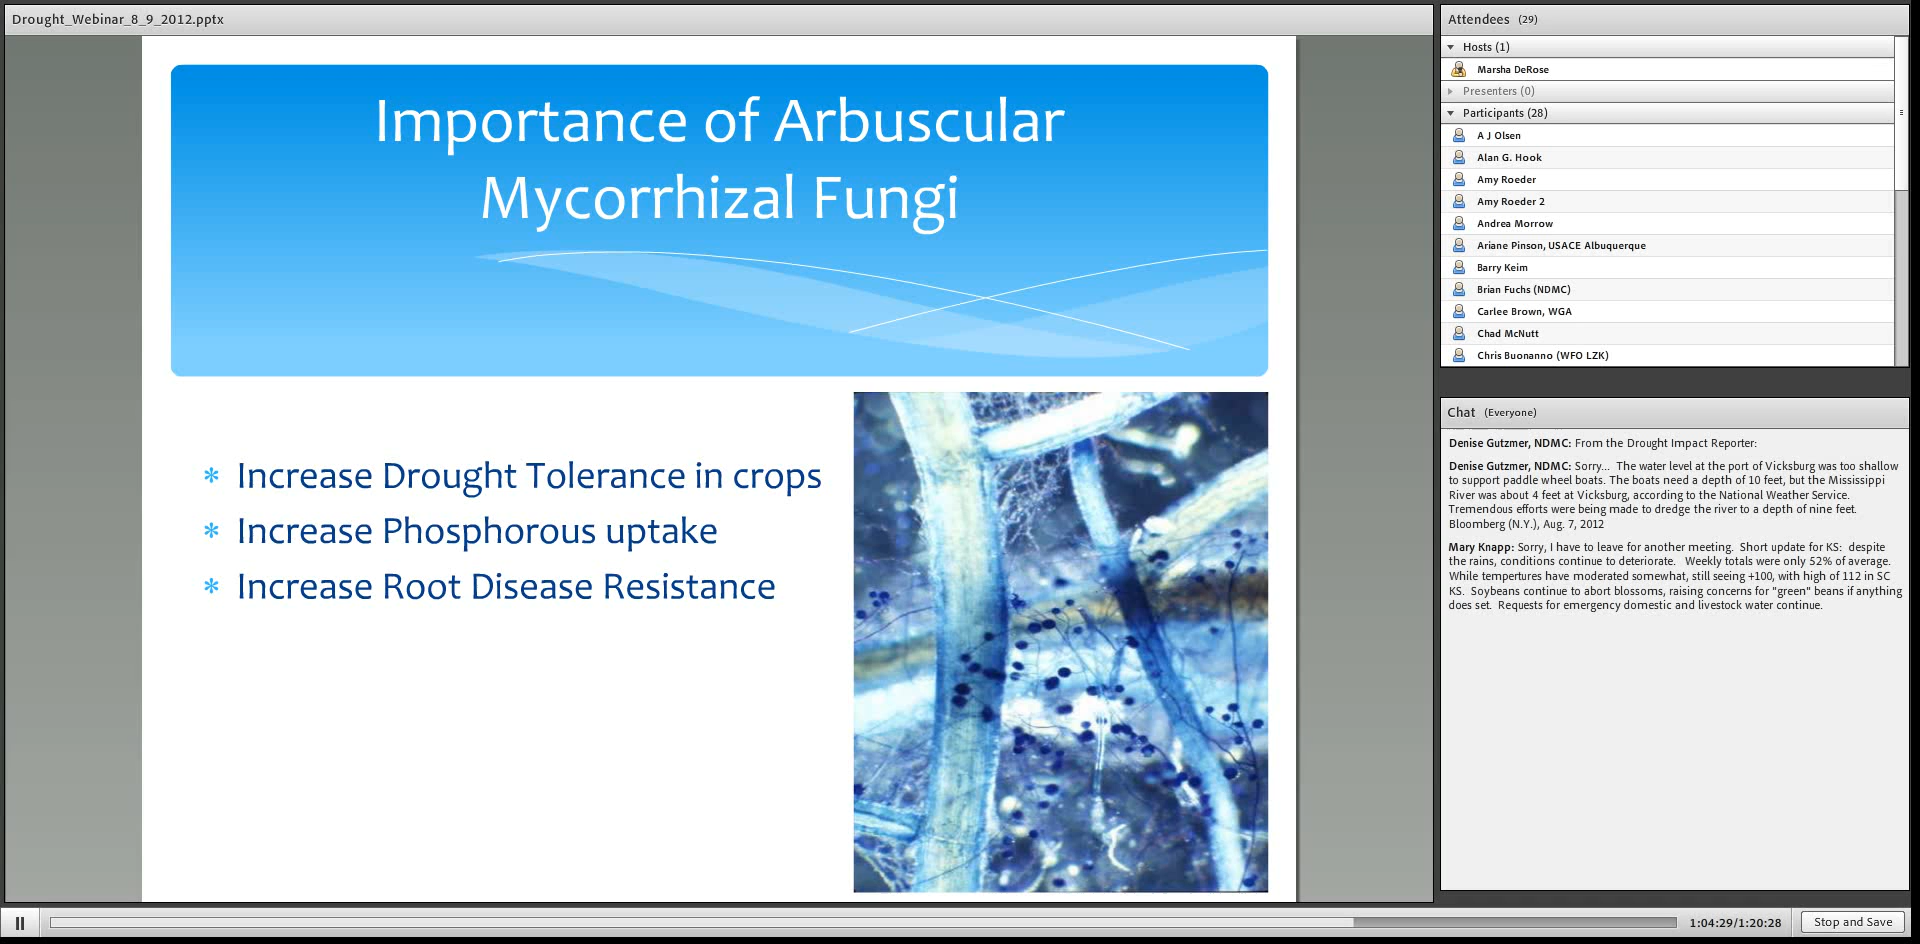 Drought_Webinar_8_9_2012.pptx
Importance of Arbuscular
Mycorrhizal Fungi
* Increase Drought Tolerance in crops
* Increase Phosphorous uptake
* Increase Root Disease Resistance
Attendees (29)
Hosts (1)
Marsha DeRose
Presenters (0)
Participants (28)
A J Olsen
Alan G. Hook
Amy Roeder
Amy Roeder 2
Andrea Morrow
Ariane Pinson, USACE Albuquerque
Barry Keim
Brian Fuchs (NDMC)
Carlee Brown, WGA
Chad McNutt
Chris Buonanno (WFO LZK)
Chat (Everyone)
Denise Gutzmer, NDMC: From the Drought Impact Reporter:
Denise Gutzmer, NDMC: Sorry... The water level at the port of Vicksburg was too shallow
to support paddle wheel boats. The boats need a depth of 10 feet, but the Mississippi
River was about 4 feet at Vicksburg, according to the National Weather Service.
Tremendous efforts were being made to dredge the river to a depth of nine feet.
Bloomberg (N.Y.), Aug. 7, 2012
Mary Knapp: Sorry, I have to leave for another meeting. Short update for KS: despite
the rains, conditions continue to deteriorate. Weekly totals were only 52% of average.
While tempertures have moderated somewhat, still seeing +100, with high of 112 in SC
KS. Soybeans continue to abort blossoms, raising concerns for "green" beans if anything
does set. Requests for emergency domestic and livestock water continue.
1:04:29/1:20:28
Stop and Save